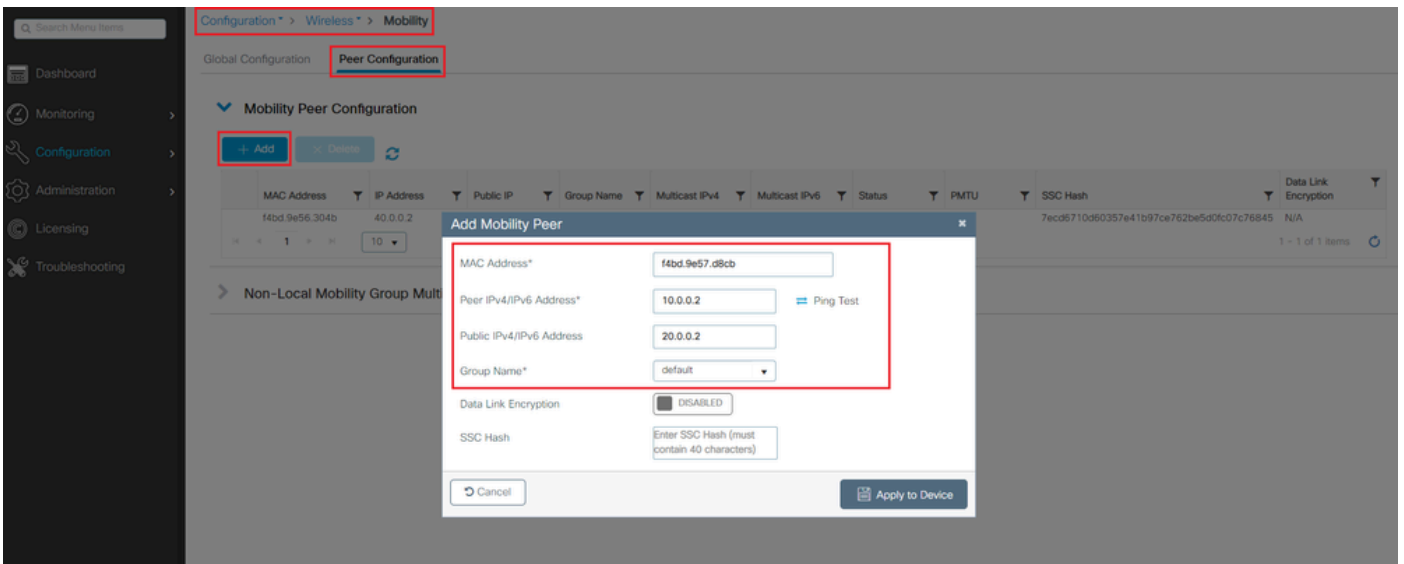 Search Menu Items
Configuration > Wireless > Mobility
Global Configuration Peer Configuration
Dashboard
Monitoring
Configuration
Administration
Licensing
Troubleshooting
Mobility Peer Configuration
+ Add × Delete
MAC Address IP Address Public IP Group Name Multicast IPv4 Multicast IPv6 Status PMTU SSC Hash Data Link Encryption
f4bd.9e56.304b 40.0.0.2 7ecd6710d60357e41b97ce762be5d0fc07c76845 N/A
1 10 1 - 1 of 1 items
Non-Local Mobility Group Multi
Add Mobility Peer
MAC Address* f4bd.9e57.d8cb
Peer IPv4/IPv6 Address* 10.0.0.2 Ping Test
Public IPv4/IPv6 Address 20.0.0.2
Group Name* default
Data Link Encryption DISABLED
SSC Hash Enter SSC Hash (must
contain 40 characters)
Cancel Apply to Device